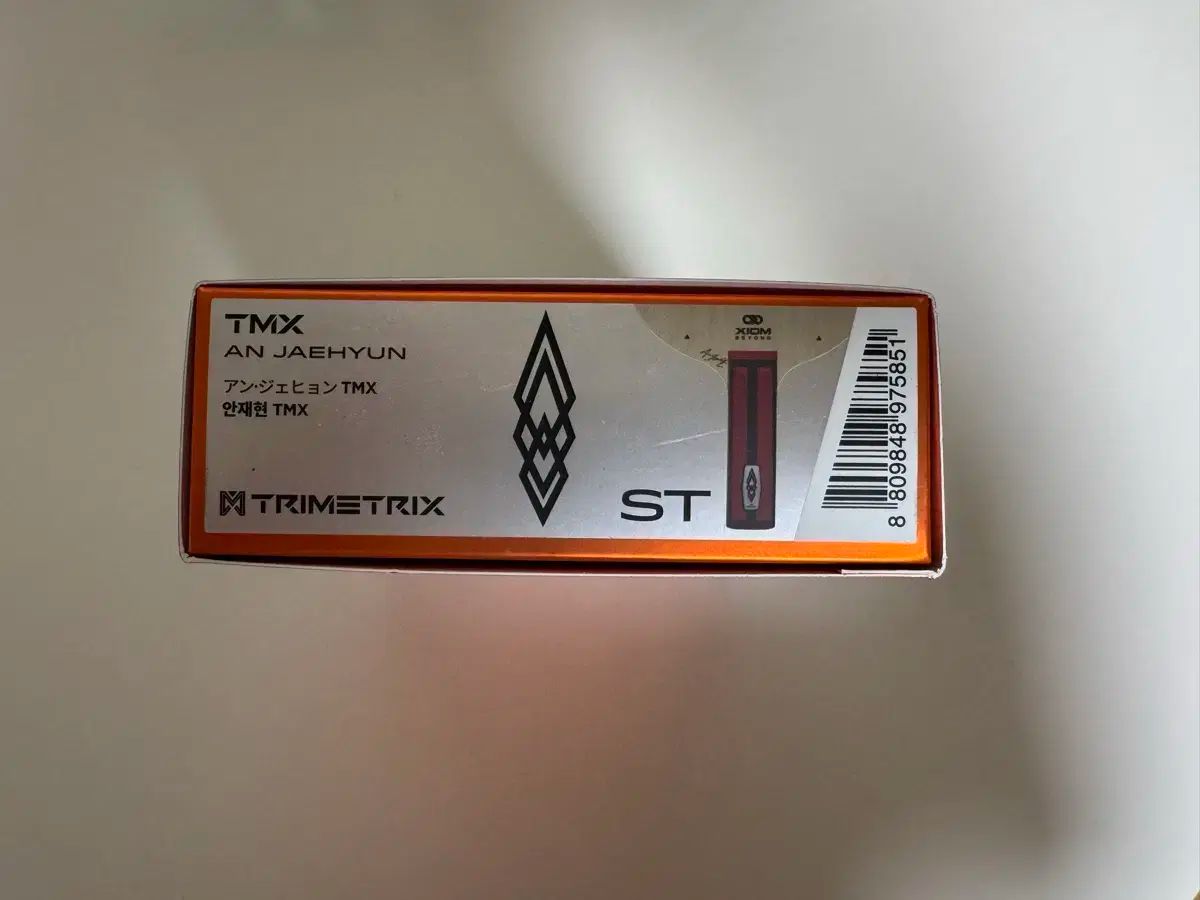 TMX
AN JAEHYUN
アン·ジェヒョン TMX
안재현 TMX
TRIMETRIX
ST
XIOM
BEYOND
8 809848 975851